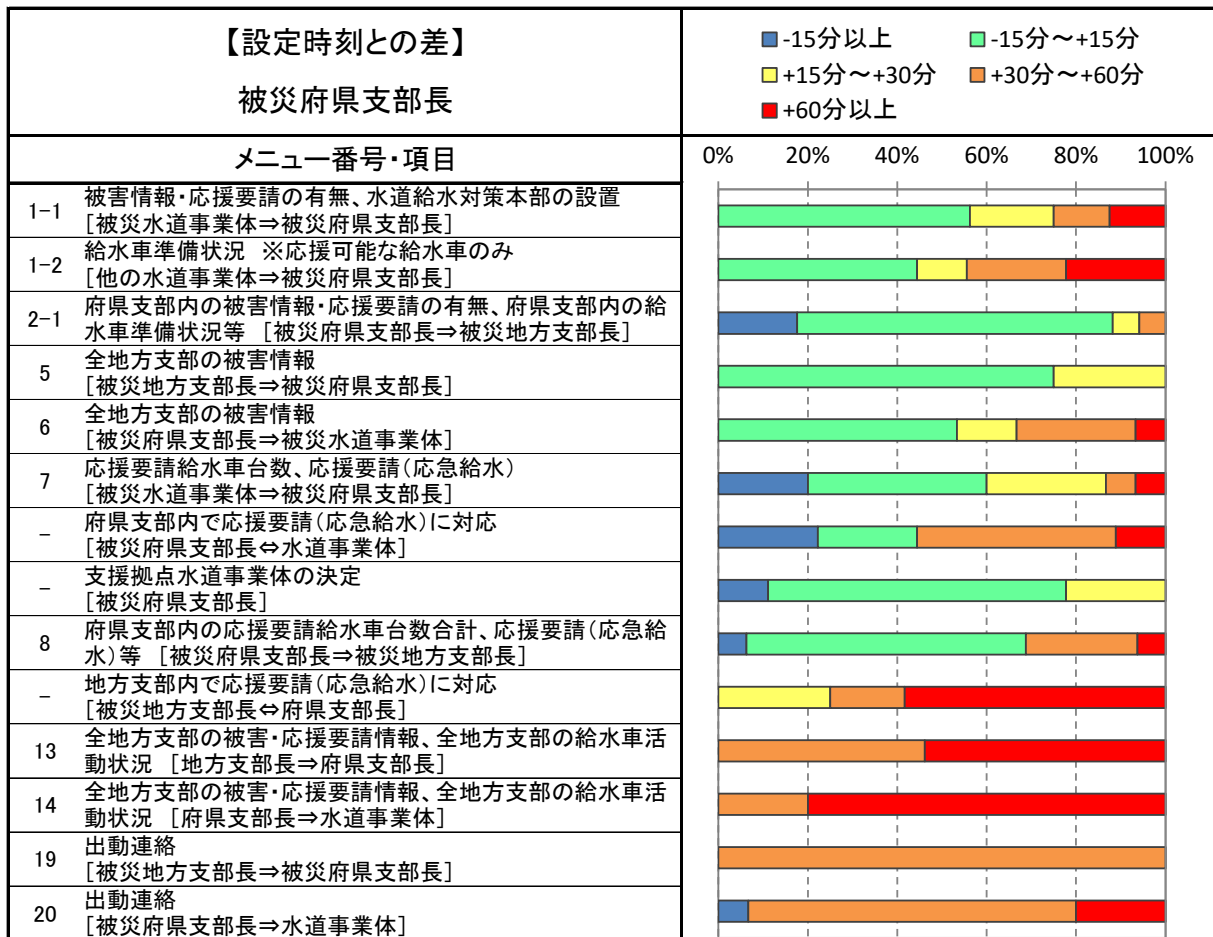 【設定時刻との差】
被災府県支部長
-15分以上
-15分～+15分
+15分～+30分
+30分～+60分
+60分以上
メニュー番号・項目
0% 20% 40% 60% 80% 100%
1-1 被害情報・応援要請の有無、水道給水対策本部の設置
［被災水道事業体⇒被災府県支部長］
1-2 給水車準備状況 ※応援可能な給水車のみ
［他の水道事業体⇒被災府県支部長］
2-1 府県支部内の被害情報・応援要請の有無、府県支部内の給
水車準備状況等 ［被災府県支部長⇒被災地方支部長］
5 全地方支部の被害情報
［被災地方支部長⇒被災府県支部長］
6 全地方支部の被害情報
［被災府県支部長⇒被災水道事業体］
7 応援要請給水車台数、応援要請（応急給水）
［被災水道事業体⇒被災府県支部長］
- 府県支部内で応援要請（応急給水）に対応
［被災府県支部長⇔水道事業体］
- 支援拠点水道事業体の決定
［被災府県支部長］
8 府県支部内の応援要請給水車台数合計、応援要請（応急給
水）等 ［被災府県支部長⇒被災地方支部長］
- 地方支部内で応援要請（応急給水）に対応
［被災地方支部長⇔府県支部長］
13 全地方支部の被害・応援要請情報、全地方支部の給水車活
動状況 ［地方支部長⇒府県支部長］
14 全地方支部の被害・応援要請情報、全地方支部の給水車活
動状況 ［府県支部長⇒水道事業体］
19 出動連絡
［被災地方支部長⇒被災府県支部長］
20 出動連絡
［被災府県支部長⇒水道事業体］